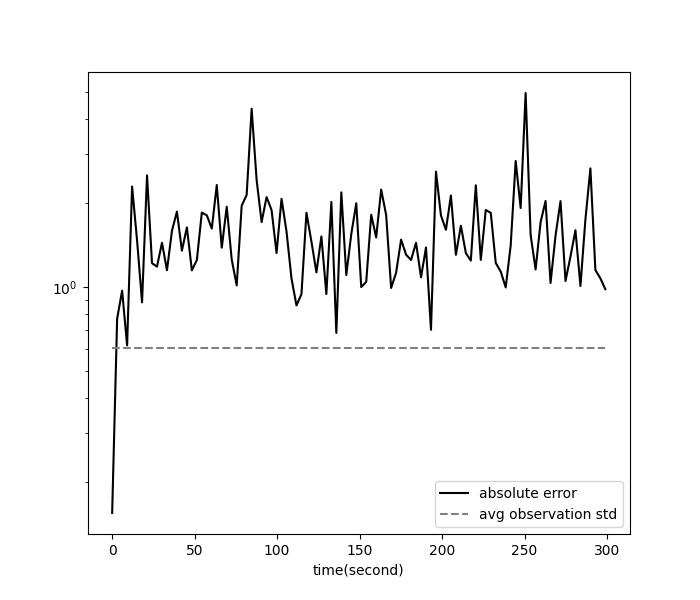 10⁰
0 50 100 150 200 250 300
time(second)
absolute error
avg observation std